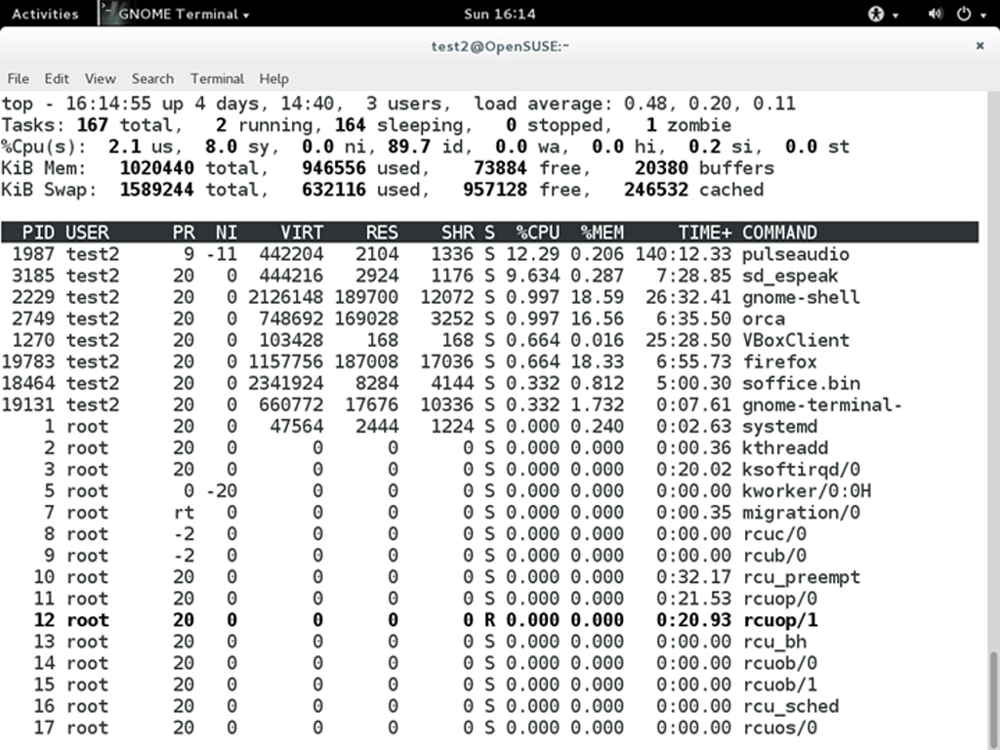 Activities GNOME Terminal Sun 16:14
test2@OpenSUSE:~ ×
File Edit View Search Terminal Help
top - 16:14:55 up 4 days, 14:40, 3 users, load average: 0.48, 0.20, 0.11
Tasks: 167 total, 2 running, 164 sleeping, 0 stopped, 1 zombie
%Cpu(s): 2.1 us, 8.0 sy, 0.0 ni, 89.7 id, 0.0 wa, 0.0 hi, 0.2 si, 0.0 st
KiB Mem: 1020440 total, 946556 used, 73884 free, 20380 buffers
KiB Swap: 1589244 total, 632116 used, 957128 free, 246532 cached
PID USER PR NI VIRT RES SHR S %CPU %MEM TIME+ COMMAND
1987 test2 9 -11 442204 2104 1336 S 12.29 0.206 140:12.33 pulseaudio
3185 test2 20 0 444216 2924 1176 S 9.634 0.287 7:28.85 sd_espeak
2229 test2 20 0 2126148 189700 12072 S 0.997 18.59 26:32.41 gnome-shell
2749 test2 20 0 748692 169028 3252 S 0.997 16.56 6:35.50 orca
1270 test2 20 0 103428 168 168 S 0.664 0.016 25:28.50 VBoxClient
19783 test2 20 0 1157756 187008 17036 S 0.664 18.33 6:55.73 firefox
18464 test2 20 0 2341924 8284 4144 S 0.332 0.812 5:00.30 soffice.bin
19131 test2 20 0 660772 17676 10336 S 0.332 1.732 0:07.61 gnome-terminal-
1 root 20 0 47564 2444 1224 S 0.000 0.240 0:02.63 systemd
2 root 20 0 0 0 0 S 0.000 0.000 0:00.36 kthreadd
3 root 20 0 0 0 0 S 0.000 0.000 0:20.02 ksoftirqd/0
5 root 0 -20 0 0 0 S 0.000 0.000 0:00.00 kworker/0:0H
7 root rt 0 0 0 0 S 0.000 0.000 0:00.35 migration/0
8 root -2 0 0 0 0 S 0.000 0.000 0:00.00 rcuc/0
9 root -2 0 0 0 0 S 0.000 0.000 0:00.00 rcub/0
10 root 20 0 0 0 0 S 0.000 0.000 0:32.17 rcu_preempt
11 root 20 0 0 0 0 S 0.000 0.000 0:21.53 rcuop/0
12 root 20 0 0 0 0 R 0.000 0.000 0:20.93 rcuop/1
13 root 20 0 0 0 0 S 0.000 0.000 0:00.00 rcu_bh
14 root 20 0 0 0 0 S 0.000 0.000 0:00.00 rcuob/0
15 root 20 0 0 0 0 S 0.000 0.000 0:00.00 rcuob/1
16 root 20 0 0 0 0 S 0.000 0.000 0:00.00 rcu_sched
17 root 20 0 0 0 0 S 0.000 0.000 0:00.00 rcuos/0